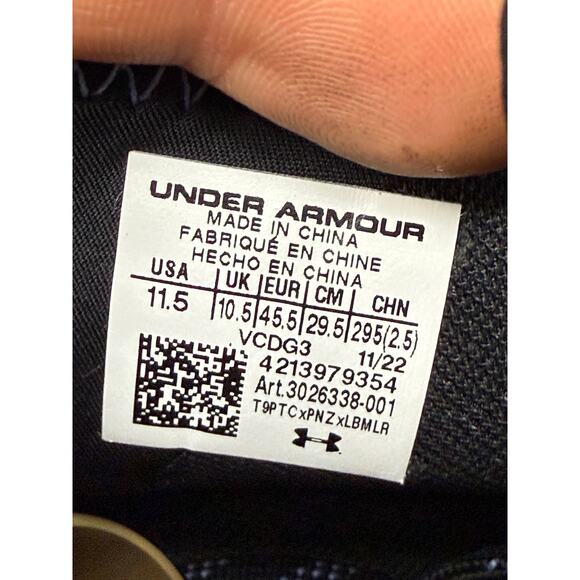 UNDER ARMOUR
MADE IN CHINA
FABRIQUÉ EN CHINE
HECHO EN CHINA
USA UK EUR CM CHN
11.5 10.5 45.5 29.5 295(2.5)
VCDG3 11/22
4213979354
Art.3026338-001
T9PTCxPNZxLBMLR